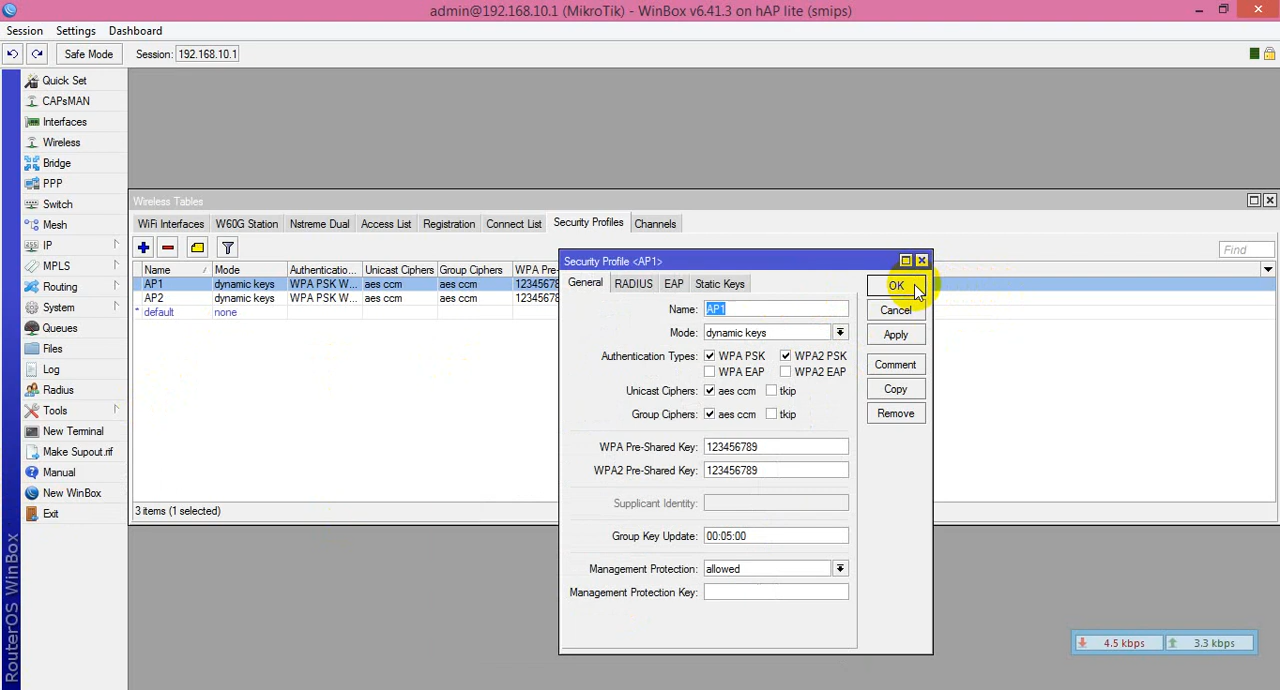 admin@192.168.10.1 (MikroTik) - WinBox v6.41.3 on hAP lite (smips)
Session Settings Dashboard
Safe Mode Session: 192.168.10.1
Quick Set
CAPsMAN
Interfaces
Wireless
Bridge
PPP
Switch
Mesh
IP
MPLS
Routing
System
Queues
Files
Log
Radius
Tools
New Terminal
Make Supout.rif
Manual
New WinBox
Exit
RouterOS WinBox
Wireless Tables
WiFi Interfaces W60G Station Nstreme Dual Access List Registration Connect List Security Profiles Channels
Find
Name / Mode Authenticatio... Unicast Ciphers Group Ciphers WPA Pre-
AP1 dynamic keys WPA PSK W... aes ccm aes ccm 12345678
AP2 dynamic keys WPA PSK W... aes ccm aes ccm 12345678
* default none
3 items (1 selected)
Security Profile <AP1>
General RADIUS EAP Static Keys
Name: AP1
Mode: dynamic keys
Authentication Types: WPA PSK WPA2 PSK
WPA EAP WPA2 EAP
Unicast Ciphers: aes ccm tkip
Group Ciphers: aes ccm tkip
WPA Pre-Shared Key: 123456789
WPA2 Pre-Shared Key: 123456789
Supplicant Identity:
Group Key Update: 00:05:00
Management Protection: allowed
Management Protection Key:
OK
Cancel
Apply
Comment
Copy
Remove
4.5 kbps 3.3 kbps